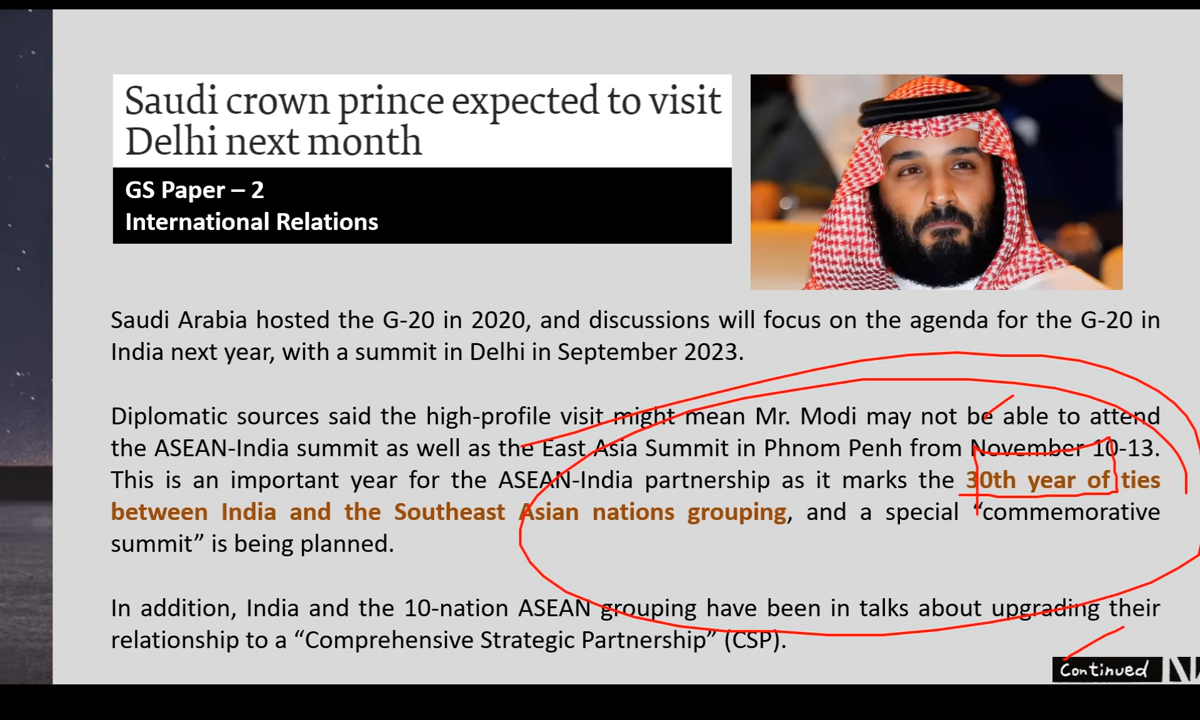 Saudi crown prince expected to visit
Delhi next month
GS Paper – 2
International Relations
Saudi Arabia hosted the G-20 in 2020, and discussions will focus on the agenda for the G-20 in
India next year, with a summit in Delhi in September 2023.
Diplomatic sources said the high-profile visit might mean Mr. Modi may not be able to attend
the ASEAN-India summit as well as the East Asia Summit in Phnom Penh from November 10-13.
This is an important year for the ASEAN-India partnership as it marks the 30th year of ties
between India and the Southeast Asian nations grouping, and a special “commemorative
summit” is being planned.
In addition, India and the 10-nation ASEAN grouping have been in talks about upgrading their
relationship to a “Comprehensive Strategic Partnership” (CSP).
Continued